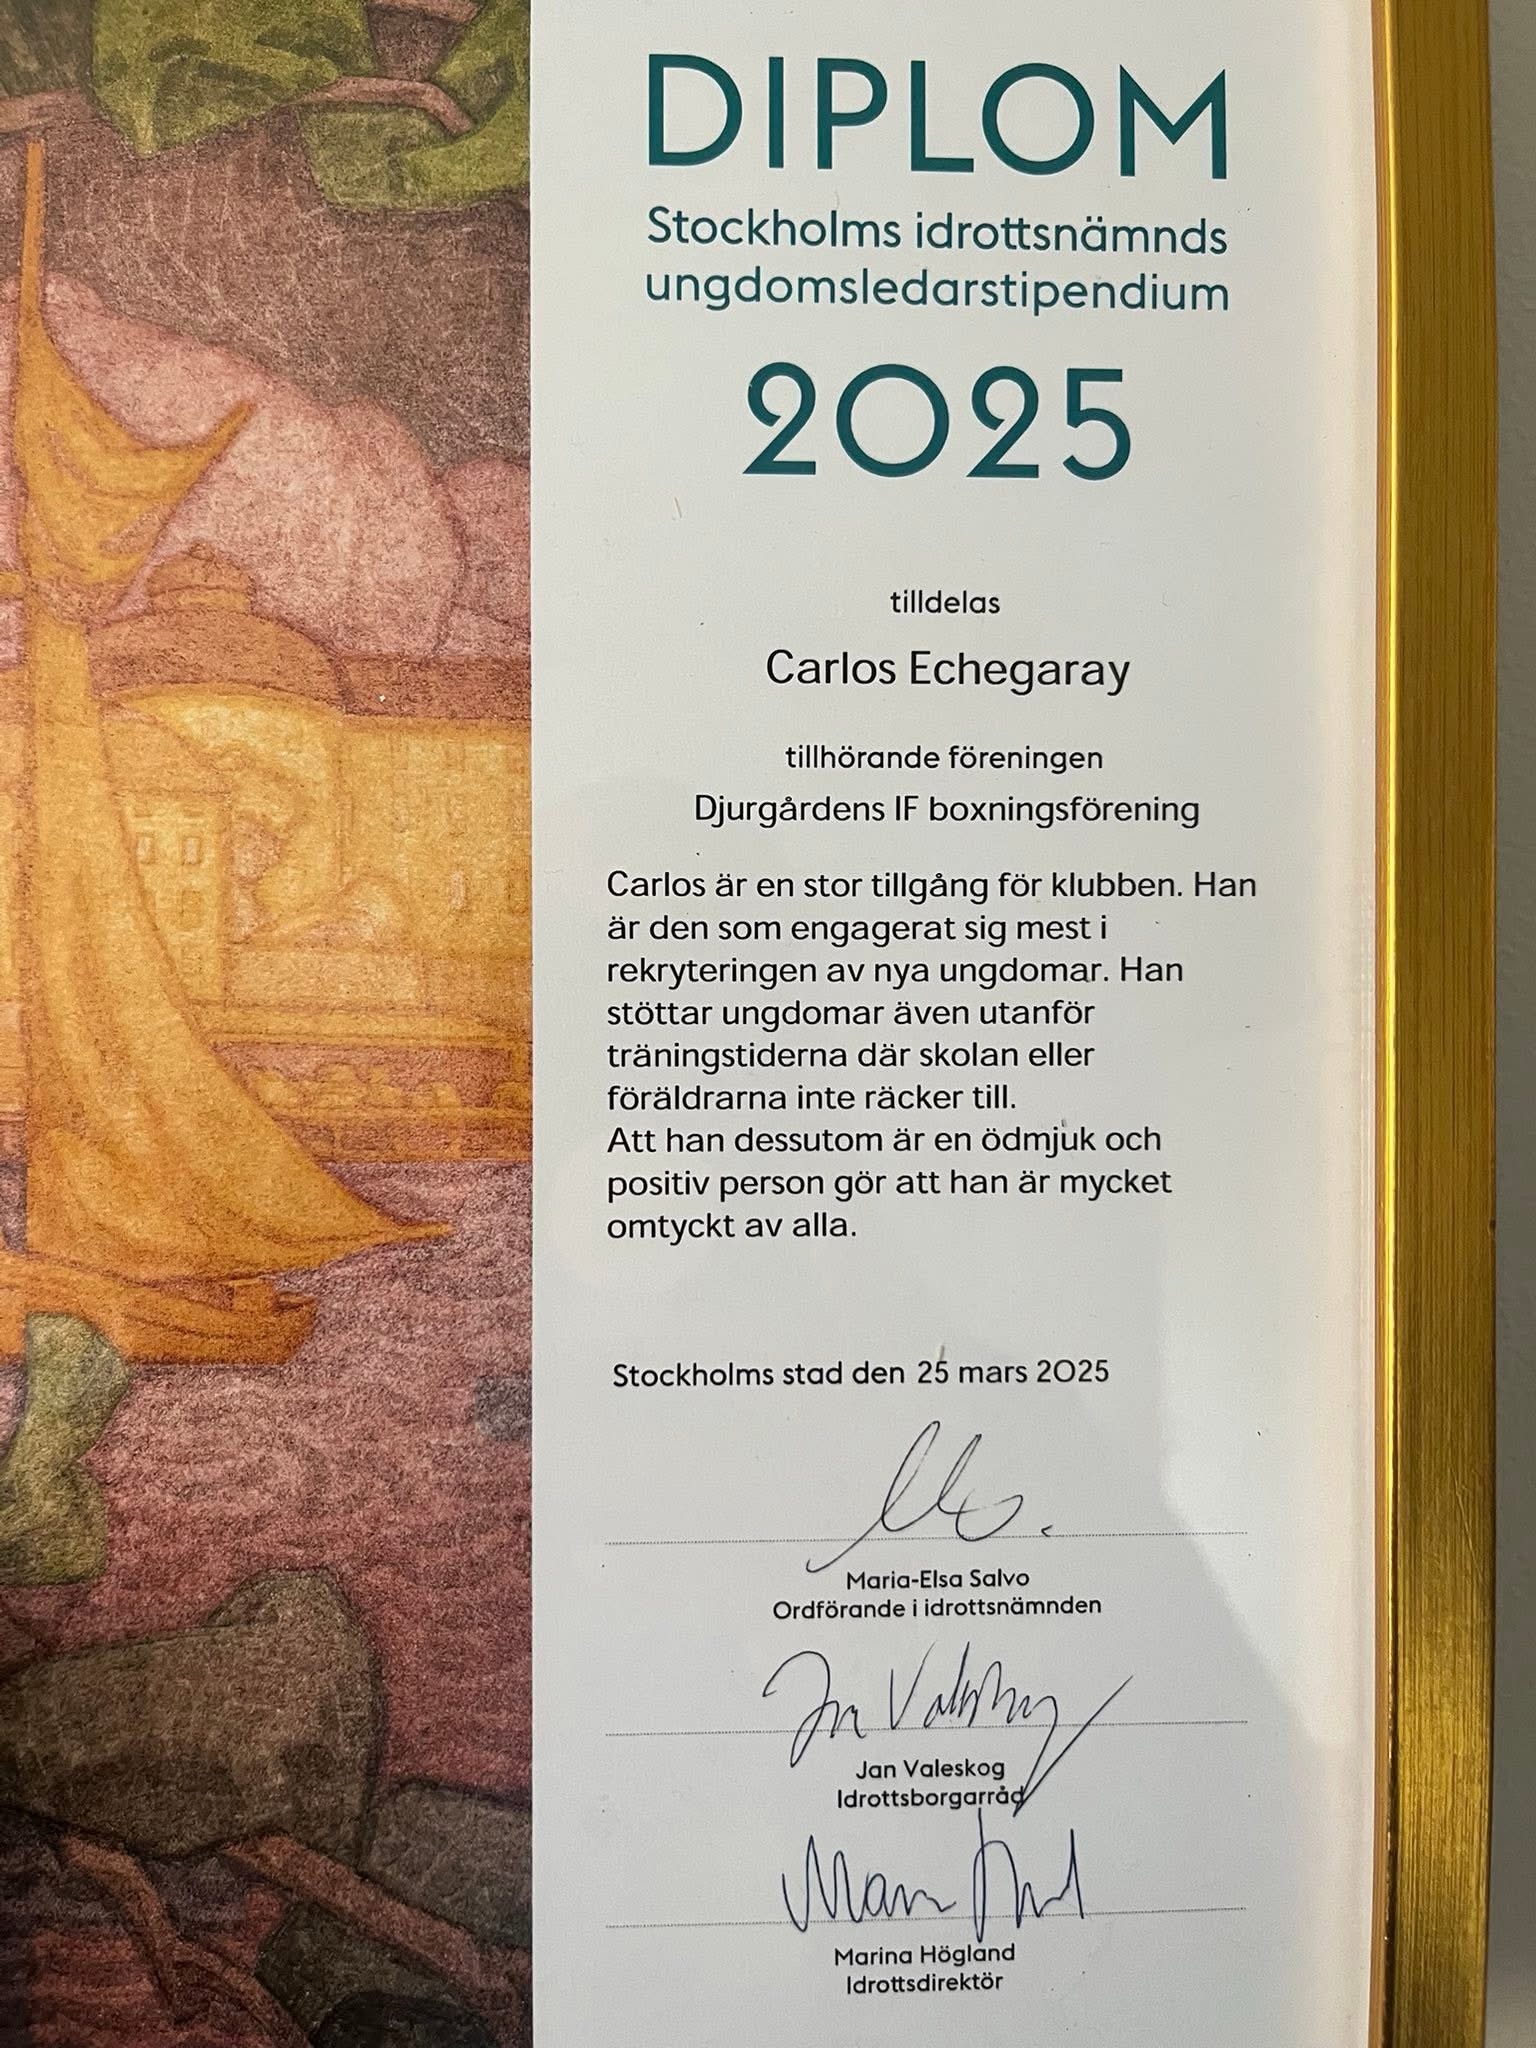 DIPLOM
Stockholms idrottsnämnds
ungdomsledarstipendium
2025
tilldelas
Carlos Echegaray
tillhörande föreningen
Djurgårdens IF boxningsförening
Carlos är en stor tillgång för klubben. Han
är den som engagerat sig mest i
rekryteringen av nya ungdomar. Han
stöttar ungdomar även utanför
träningstiderna där skolan eller
föräldrarna inte räcker till.
Att han dessutom är en ödmjuk och
positiv person gör att han är mycket
omtyckt av alla.
Stockholms stad den 25 mars 2025
Maria-Elsa Salvo
Ordförande i idrottsnämnden
Jan Valeskog
Jan Valeskog
Idrottsborgarråd
Marina Högland
Idrottsdirektör